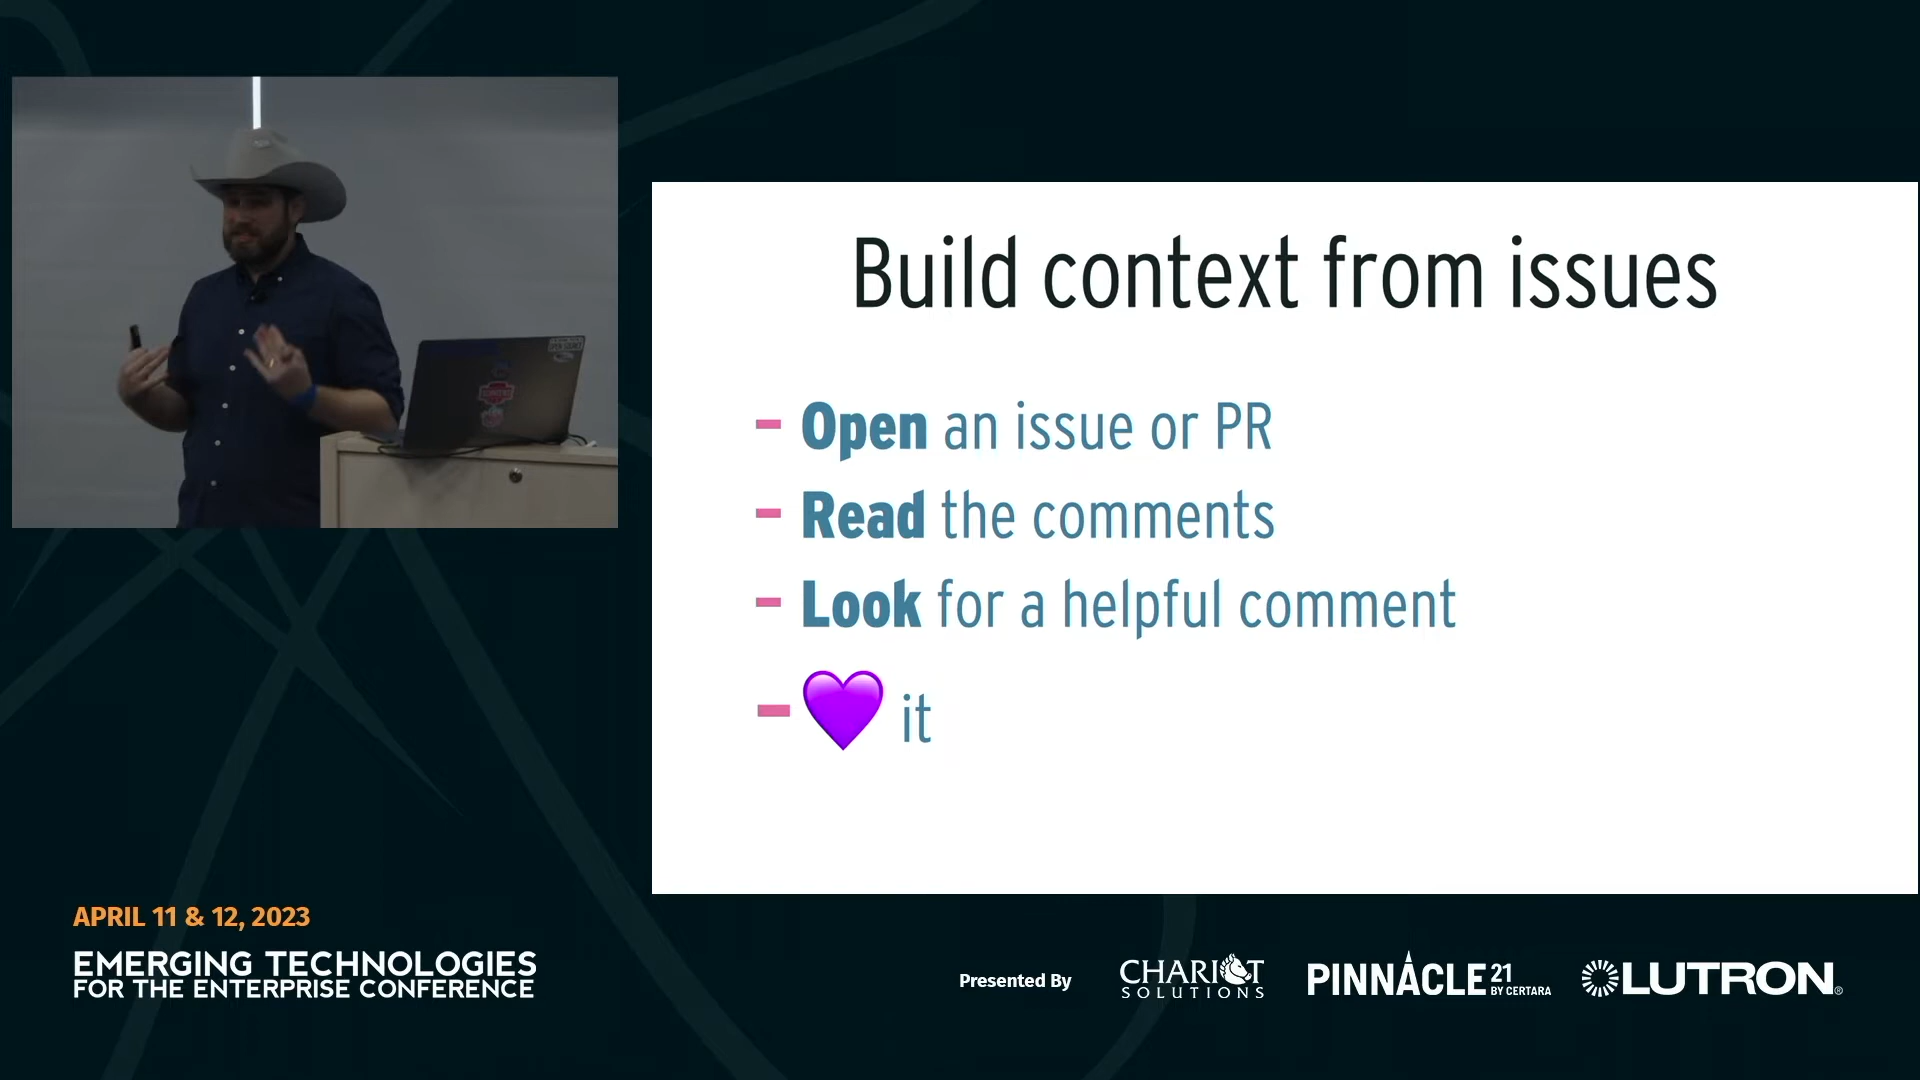 Build context from issues
- Open an issue or PR
- Read the comments
- Look for a helpful comment
- 💜 it
APRIL 11 & 12, 2023
EMERGING TECHNOLOGIES
FOR THE ENTERPRISE CONFERENCE
Presented By
CHARIOT
SOLUTIONS
PINNACLE 21
BY CERTARA
LUTRON®